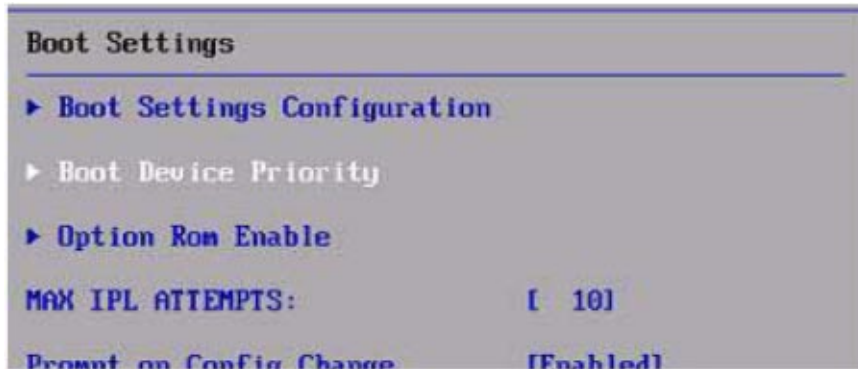 Boot Settings
▶ Boot Settings Configuration
▶ Boot Device Priority
▶ Option Rom Enable
MAX IPL ATTEMPTS: [ 10]
Prompt on Config Change [Enabled]